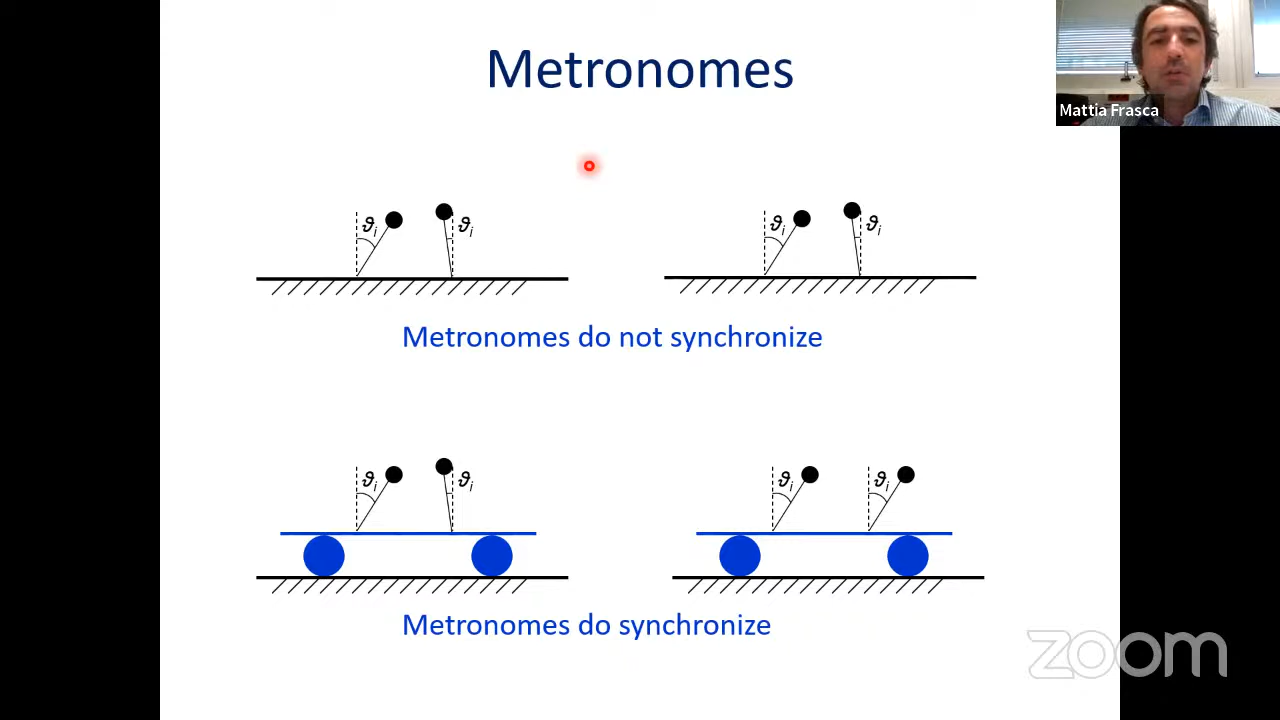 Metronomes
Mattia Frasca
ϑi ϑi ϑi ϑi
Metronomes do not synchronize
ϑi ϑi ϑi ϑi
Metronomes do synchronize
zoom